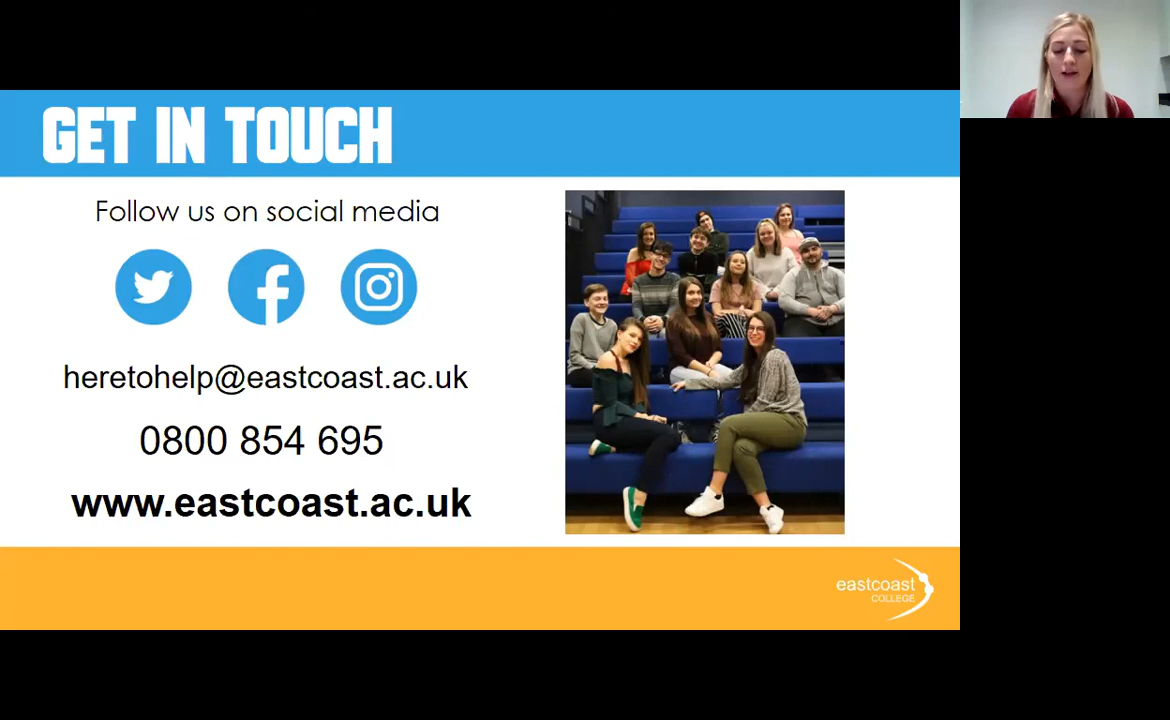 GET IN TOUCH
Follow us on social media
heretohelp@eastcoast.ac.uk
0800 854 695
www.eastcoast.ac.uk
eastcoast
COLLEGE